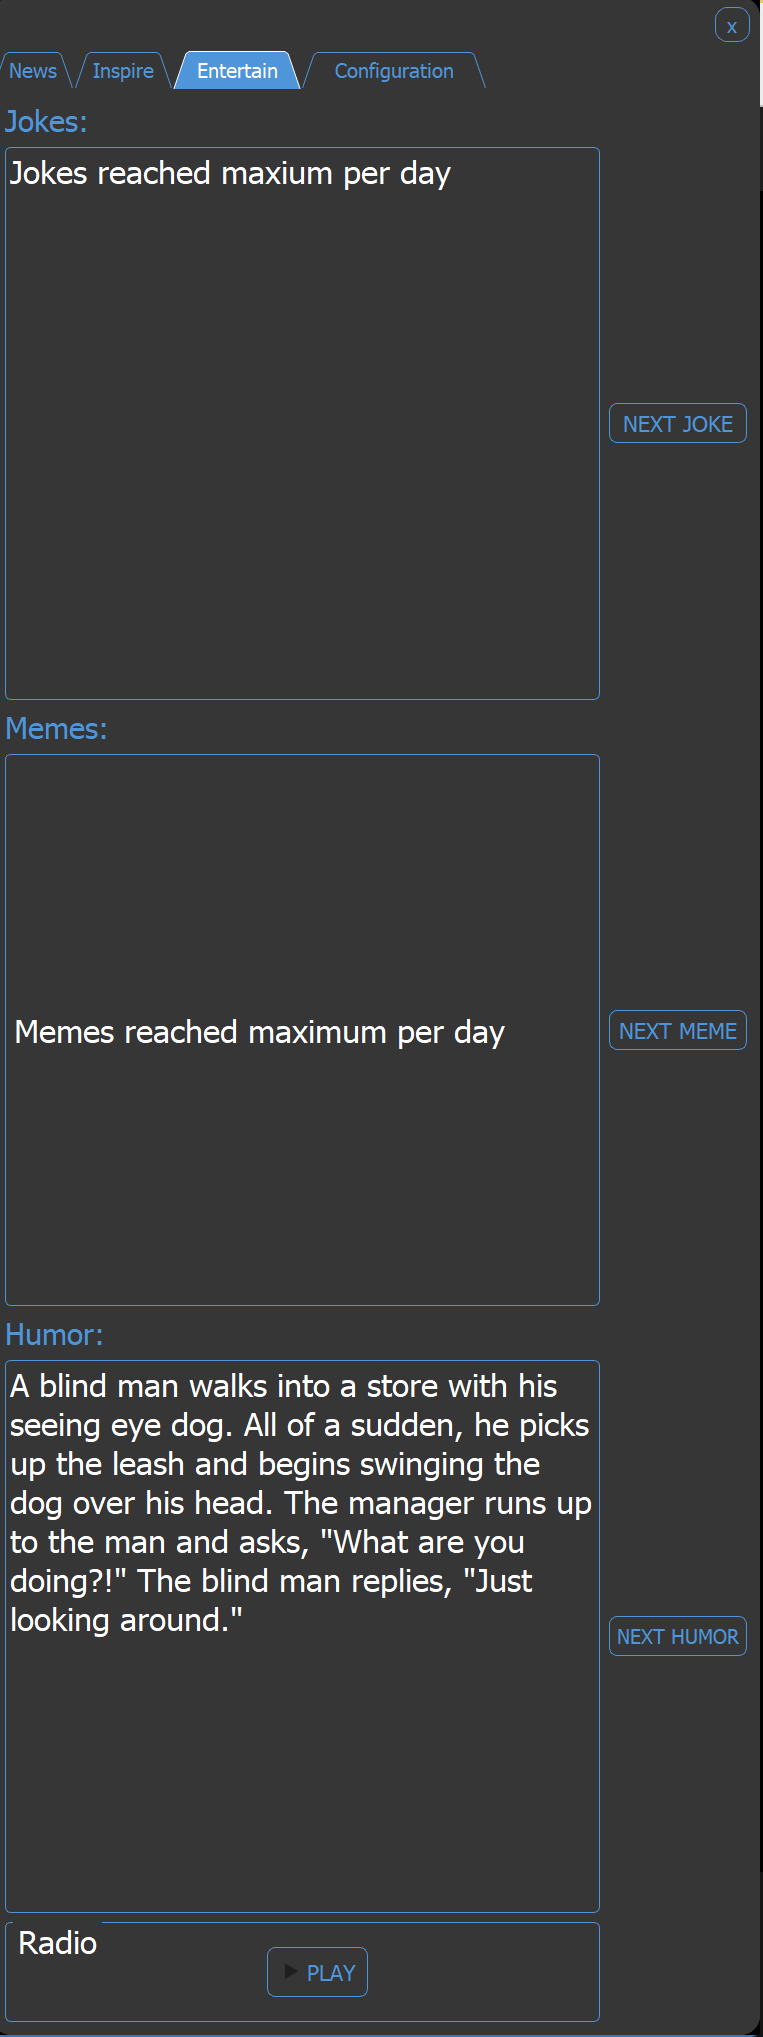 x
News Inspire Entertain Configuration
Jokes:
Jokes reached maxium per day
NEXT JOKE
Memes:
Memes reached maximum per day
NEXT MEME
Humor:
A blind man walks into a store with his
seeing eye dog. All of a sudden, he picks
up the leash and begins swinging the
dog over his head. The manager runs up
to the man and asks, "What are you
doing?!" The blind man replies, "Just
looking around."
NEXT HUMOR
Radio
PLAY